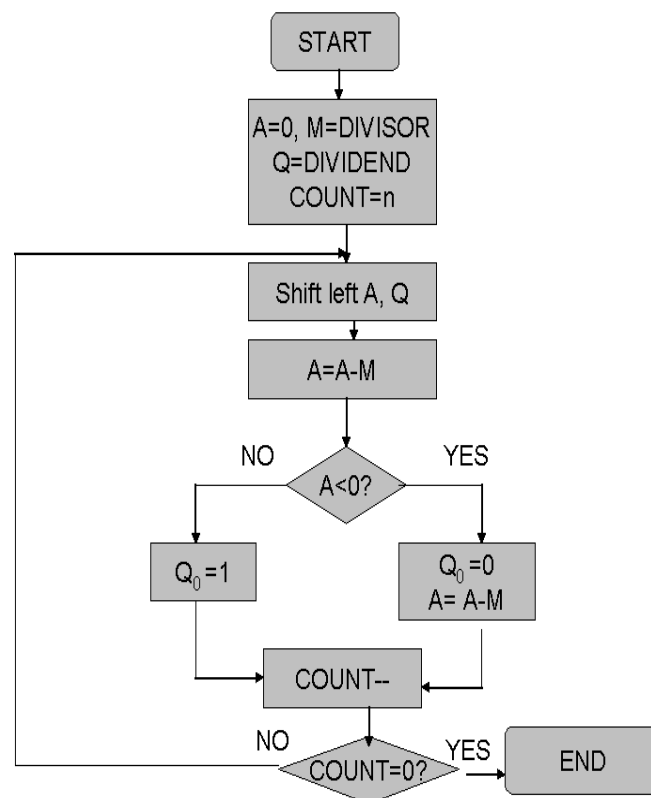 START
A=0, M=DIVISOR
Q=DIVIDEND
COUNT=n
Shift left A, Q
A=A-M
NO
YES
A<0?
Q₀=1
Q₀=0
A= A-M
COUNT--
NO
YES
COUNT=0?
END